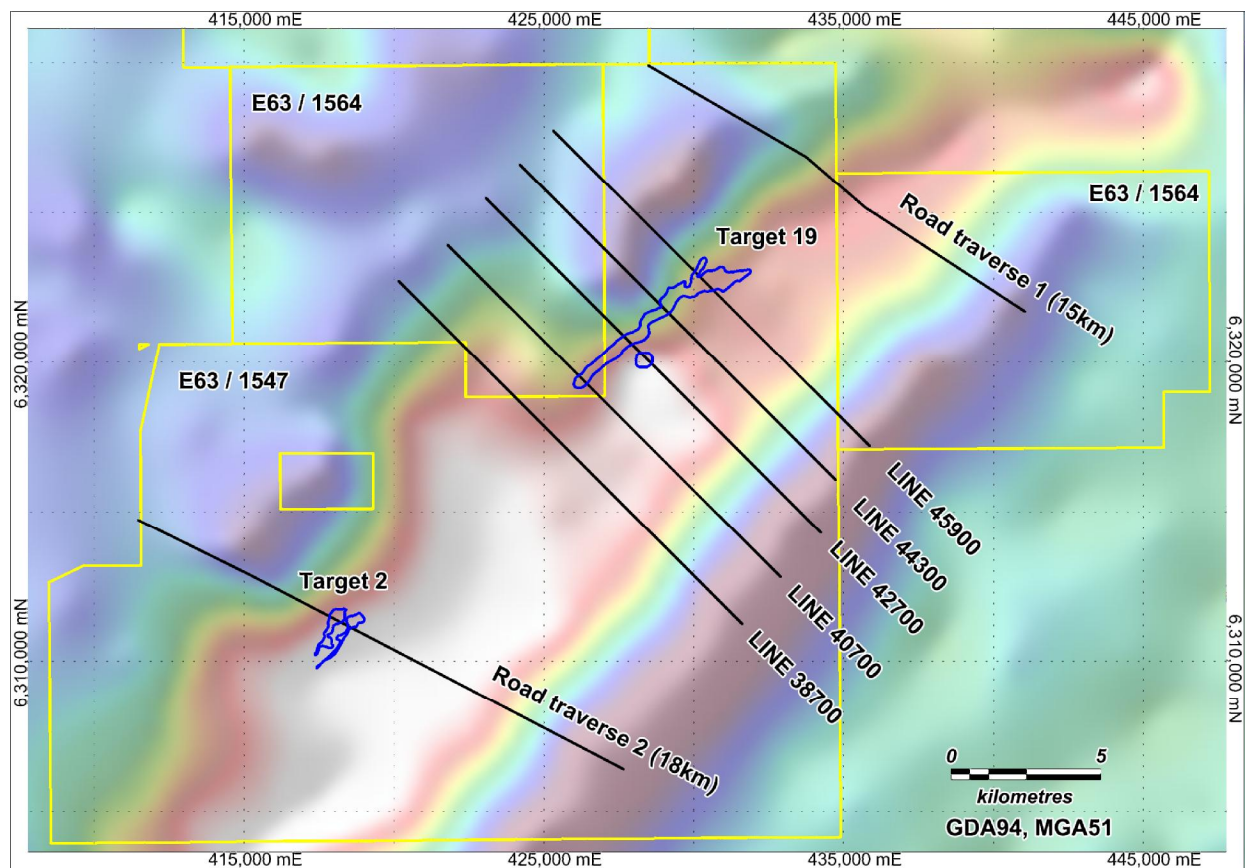 415,000 mE
425,000 mE
435,000 mE
445,000 mE
E63 / 1564
E63 / 1564
Road traverse 1 (15km)
Target 19
6,320,000 mN
6,320,000 mN
E63 / 1547
LINE 45900
LINE 44300
LINE 42700
LINE 40700
LINE 38700
Target 2
6,310,000 mN
6,310,000 mN
Road traverse 2 (18km)
0
5
kilometres
GDA94, MGA51
415,000 mE
425,000 mE
435,000 mE
445,000 mE